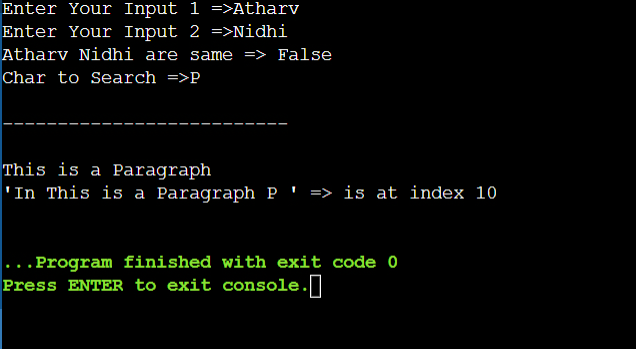 Enter Your Input 1 =>Atharv
Enter Your Input 2 =>Nidhi
Atharv Nidhi are same => False
Char to Search =>P
--------------------------
This is a Paragraph
'In This is a Paragraph P ' => is at index 10
...Program finished with exit code 0
Press ENTER to exit console.